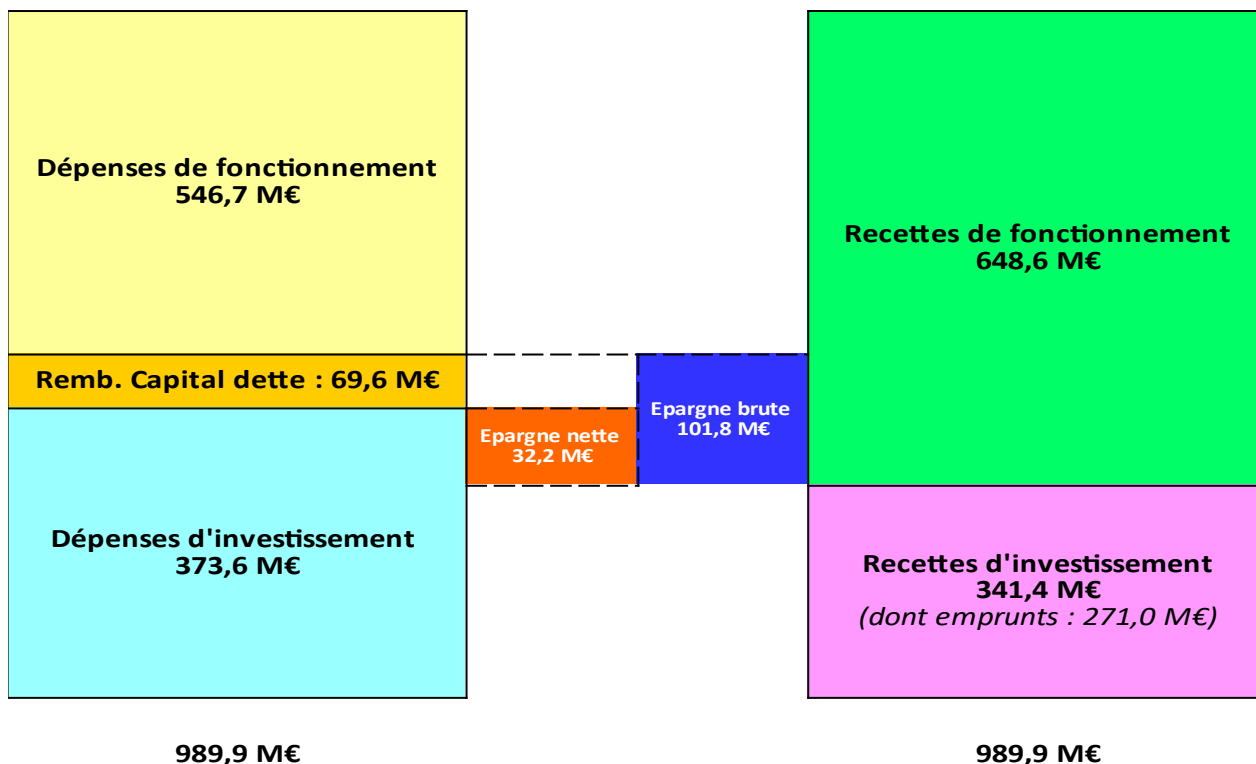 Dépenses de fonctionnement
546,7 M€
Remb. Capital dette : 69,6 M€
Dépenses d'investissement
373,6 M€
989,9 M€
Epargne nette
32,2 M€
Epargne brute
101,8 M€
Recettes de fonctionnement
648,6 M€
Recettes d'investissement
341,4 M€
(dont emprunts : 271,0 M€)
989,9 M€